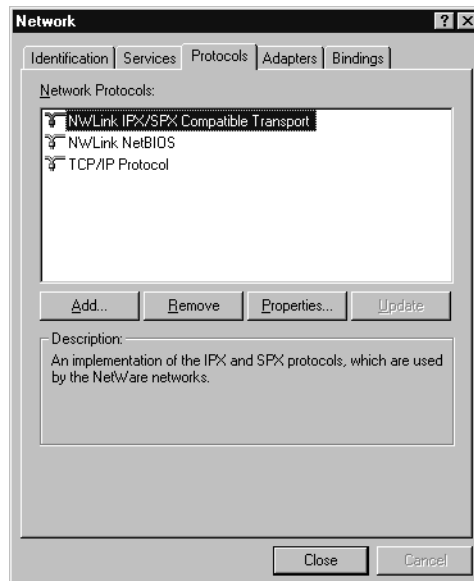 Network
Identification Services Protocols Adapters Bindings
Network Protocols:
NWLink IPX/SPX Compatible Transport
NWLink NetBIOS
TCP/IP Protocol
Add... Remove Properties... Update
Description:
An implementation of the IPX and SPX protocols, which are used
by the NetWare networks.
Close Cancel